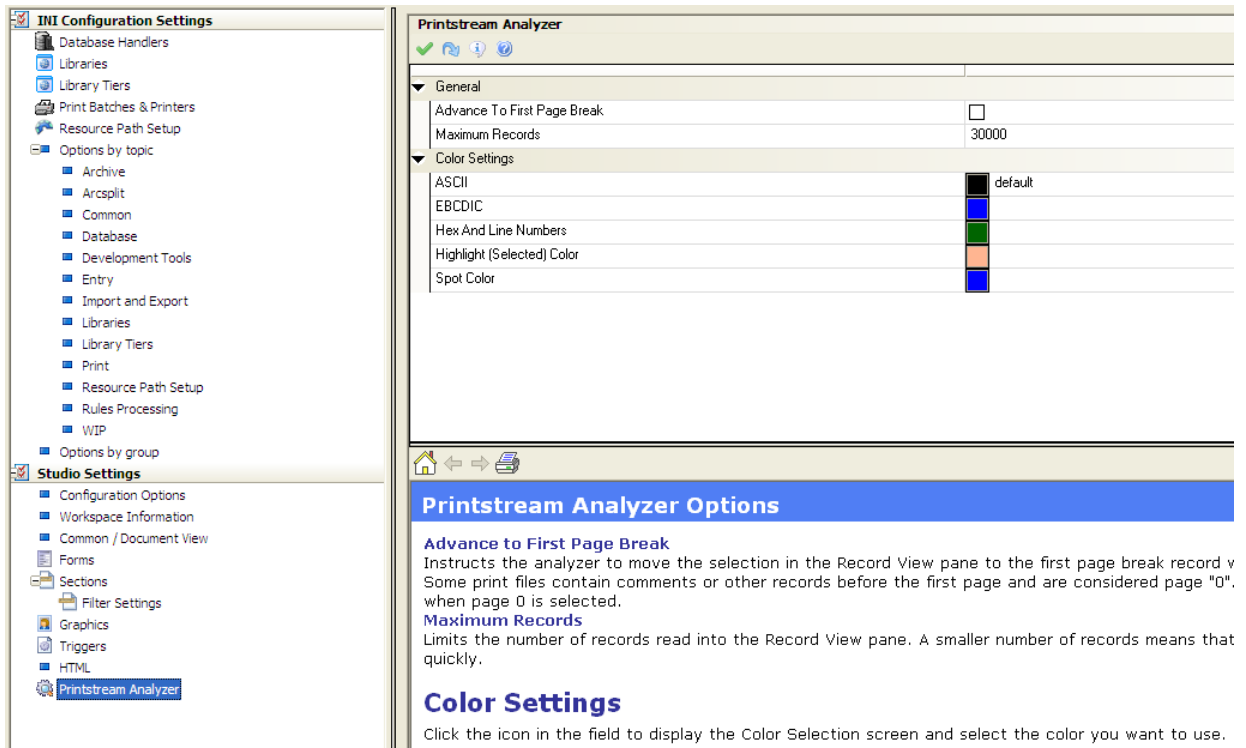 INI Configuration Settings
Database Handlers
Libraries
Library Tiers
Print Batches & Printers
Resource Path Setup
Options by topic
Archive
Arcsplit
Common
Database
Development Tools
Entry
Import and Export
Libraries
Library Tiers
Print
Resource Path Setup
Rules Processing
WIP
Options by group
Studio Settings
Configuration Options
Workspace Information
Common / Document View
Forms
Sections
Filter Settings
Graphics
Triggers
HTML
Printstream Analyzer
Printstream Analyzer
General
Advance To First Page Break
Maximum Records 30000
Color Settings
ASCII default
EBCDIC
Hex And Line Numbers
Highlight (Selected) Color
Spot Color
Printstream Analyzer Options
Advance to First Page Break
Instructs the analyzer to move the selection in the Record View pane to the first page break record
Some print files contain comments or other records before the first page and are considered page "0".
when page 0 is selected.
Maximum Records
Limits the number of records read into the Record View pane. A smaller number of records means that
quickly.
Color Settings
Click the icon in the field to display the Color Selection screen and select the color you want to use.